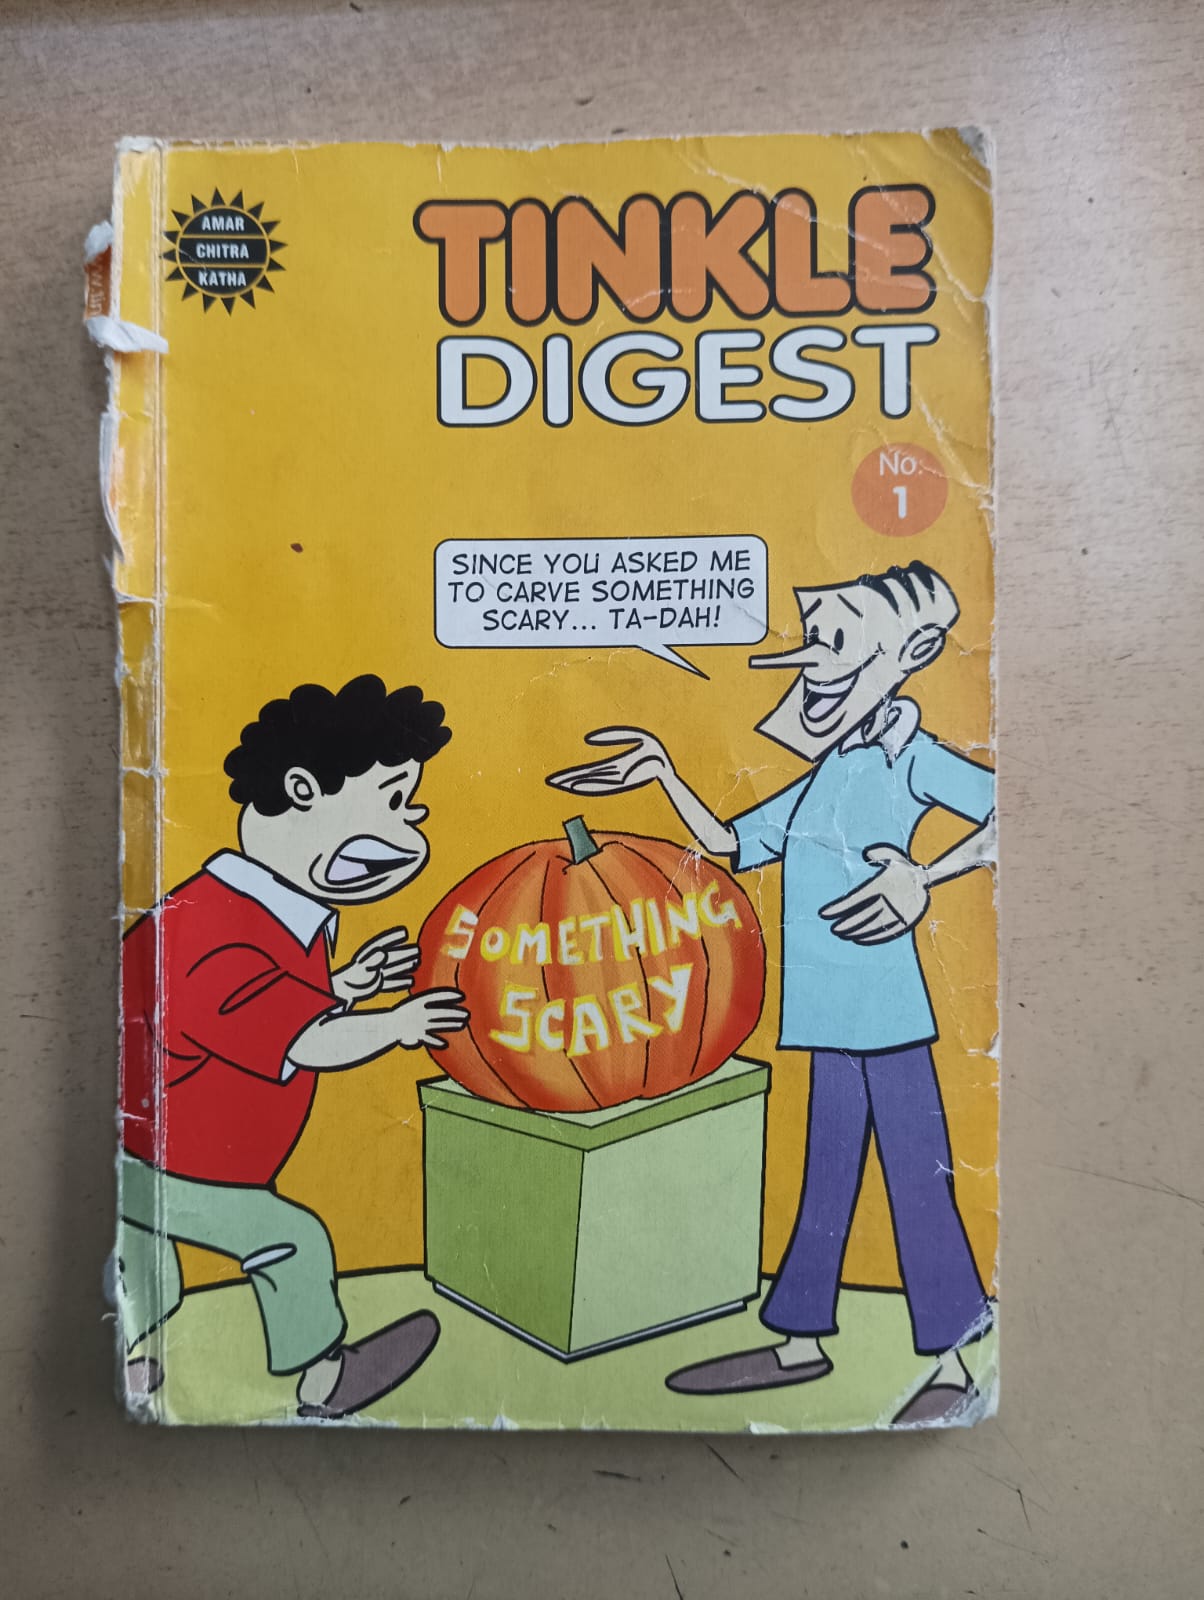 AMAR
CHITRA
KATHA
TINKLE
DIGEST
No.
1
SINCE YOU ASKED ME
TO CARVE SOMETHING
SCARY... TA-DAH!
SOMETHING
SCARY